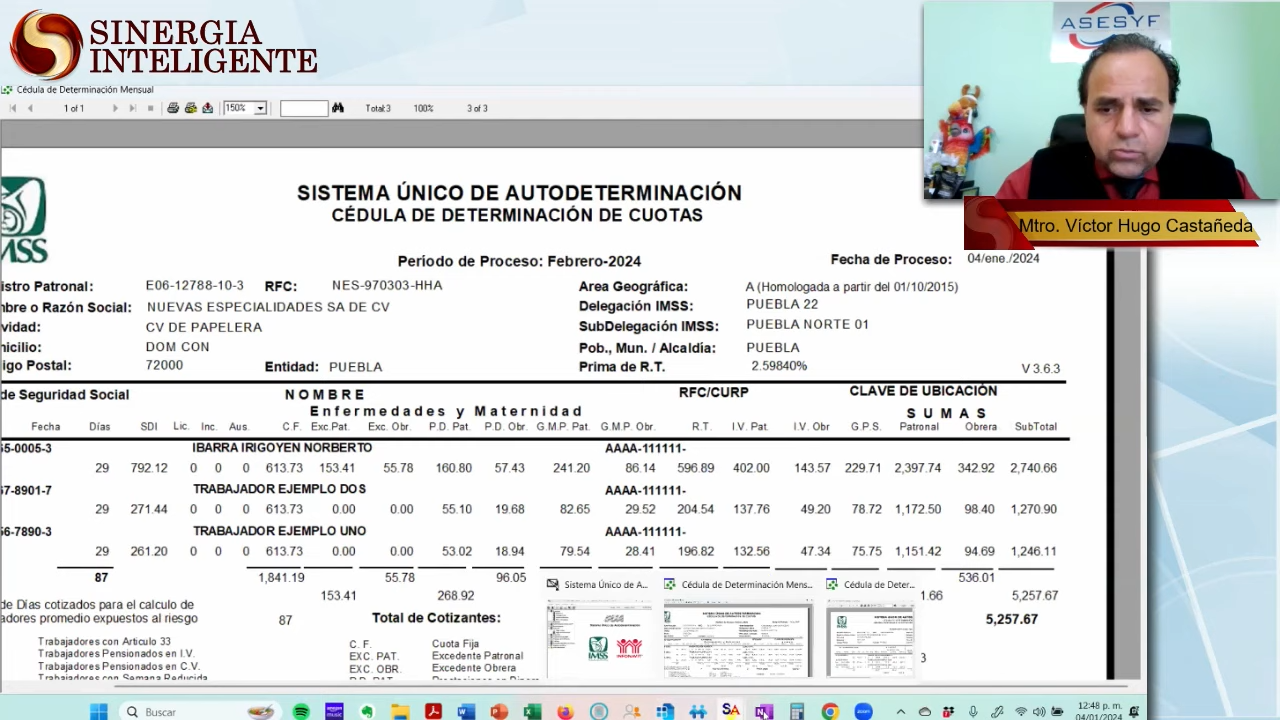 SINERGIA
INTELIGENTE
ASESYF
Mtro. Víctor Hugo Castañeda
Cédula de Determinación Mensual
1 of 1 150% Total:3 100% 3 of 3
SISTEMA ÚNICO DE AUTODETERMINACIÓN
CÉDULA DE DETERMINACIÓN DE CUOTAS
MSS
Período de Proceso: Febrero-2024 Fecha de Proceso: 04/ene./2024
istro Patronal: E06-12788-10-3 RFC: NES-970303-HHA Area Geográfica: A (Homologada a partir del 01/10/2015)
mbre o Razón Social: NUEVAS ESPECIALIDADES SA DE CV Delegación IMSS: PUEBLA 22
vidad: CV DE PAPELERA SubDelegación IMSS: PUEBLA NORTE 01
micilio: DOM CON Pob., Mun. / Alcaldía: PUEBLA
igo Postal: 72000 Entidad: PUEBLA Prima de R.T. 2.59840% V 3.6.3
de Seguridad Social N O M B R E RFC/CURP CLAVE DE UBICACIÓN
Enfermedades y Maternidad S U M A S
Fecha Días SDI Lic. Inc. Aus. C.F. Exc.Pat. Exc. Obr. P.D. Pat. P.D. Obr. G.M.P. Pat. G.M.P. Obr. R.T. I.V. Pat. I.V. Obr G.P.S. Patronal Obrera SubTotal
65-0005-3 IBARRA IRIGOYEN NORBERTO AAAA-111111-
29 792.12 0 0 0 613.73 153.41 55.78 160.80 57.43 241.20 86.14 596.89 402.00 143.57 229.71 2,397.74 342.92 2,740.66
67-8901-7 TRABAJADOR EJEMPLO DOS AAAA-111111-
29 271.44 0 0 0 613.73 0.00 0.00 55.10 19.68 82.65 29.52 204.54 137.76 49.20 78.72 1,172.50 98.40 1,270.90
56-7890-3 TRABAJADOR EJEMPLO UNO AAAA-111111-
29 261.20 0 0 0 613.73 0.00 0.00 53.02 18.94 79.54 28.41 196.82 132.56 47.34 75.75 1,151.42 94.69 1,246.11
87 1,841.19 55.78 96.05 536.01
153.41 268.92 1.66 5,257.67
de Días cotizados para el calculo de
adores promedio expuestos al riesgo 87 Total de Cotizantes: 5,257.67
Trabajadores con Articulo 33 C. F. Cuota Fija
Trabajadores Pensionados en I.V. EXC. PAT. Excedente Patronal
Trabajadores Pensionados en C.V. EXC. OBR. Excedente Obrera
Trabajadores con Semana Reducida P.D. PAT.
3
Sistema Único de A... Cédula de Determinación Mens... Cédula de Deter...
IMSS
Buscar
12:48 p. m.
04/01/2024